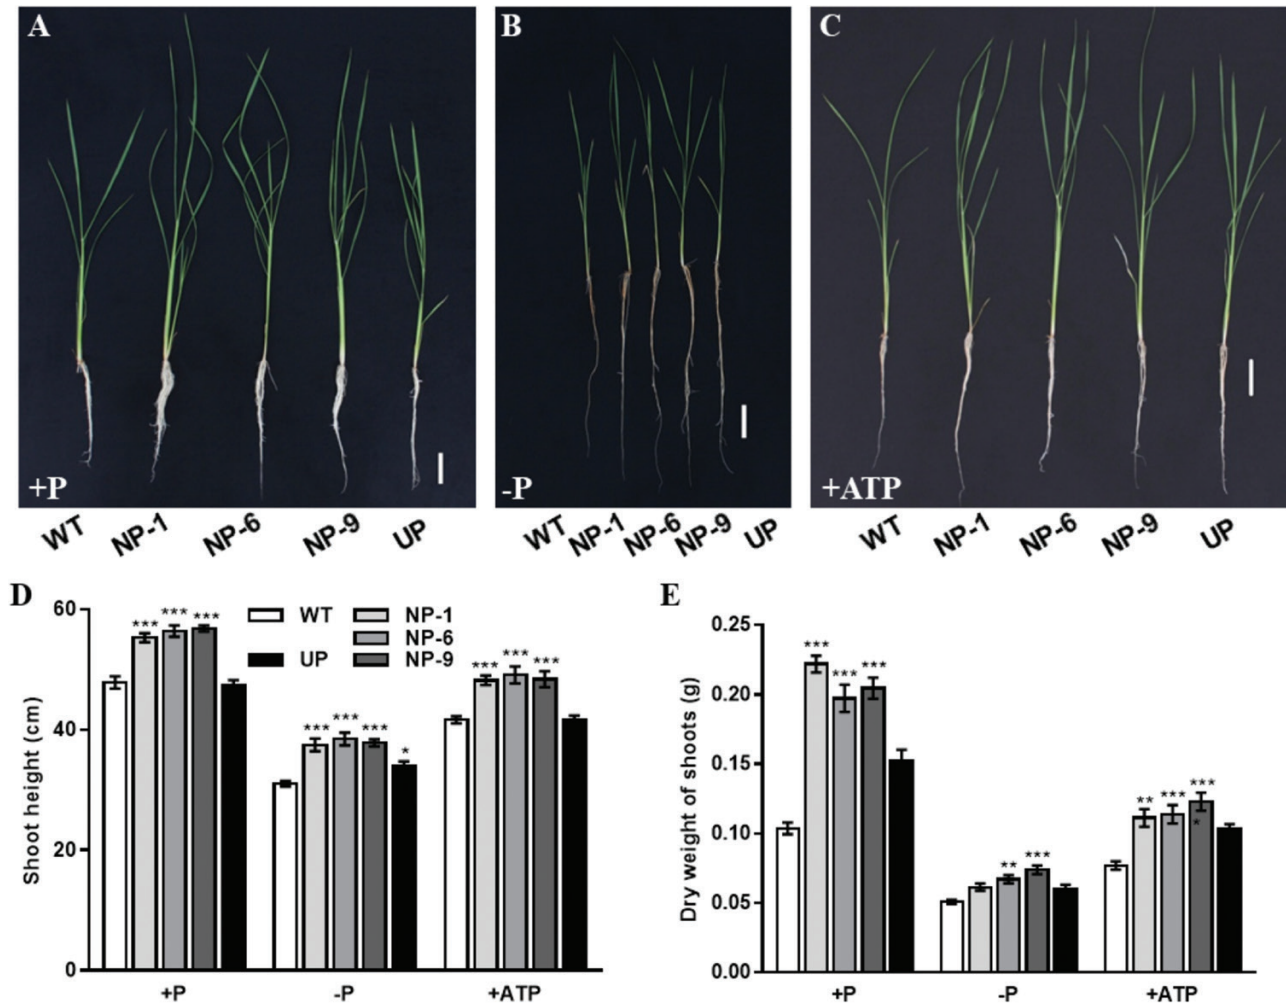 A
B
C
+P
-P
+ATP
WT NP-1 NP-6 NP-9 UP
WT NP-1 NP-6 NP-9 UP
WT NP-1 NP-6 NP-9 UP
D
Shoot height (cm)
60
40
20
0
WT
UP
NP-1
NP-6
NP-9
*** *** ***
*** *** *** *
*** *** ***
+P -P +ATP
E
Dry weight of shoots (g)
0.25
0.20
0.15
0.10
0.05
0.00
*** *** ***
** ***
** *** ***
*
+P -P +ATP